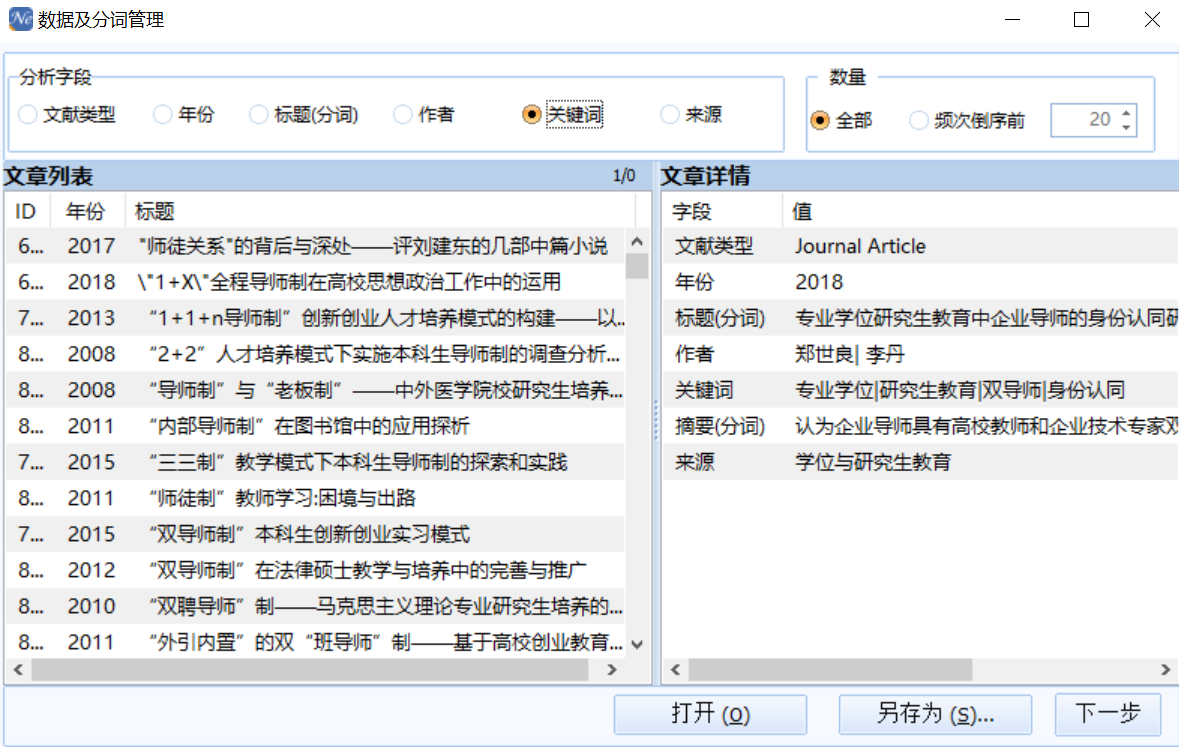 数据及分词管理
分析字段
数量
文献类型 年份 标题(分词) 作者 关键词 来源
全部 频次倒序前 20
文章列表 1/0
文章详情
ID 年份 标题
字段 值
6... 2017 "师徒关系"的背后与深处——评刘建东的几部中篇小说
文献类型 Journal Article
6... 2018 \"1+X\"全程导师制在高校思想政治工作中的运用
年份 2018
7... 2013 “1+1+n导师制”创新创业人才培养模式的构建——以...
标题(分词) 专业学位研究生教育中企业导师的身份认同研
8... 2008 “2+2”人才培养模式下实施本科生导师制的调查分析...
作者 郑世良| 李丹
8... 2008 “导师制”与“老板制”——中外医学院校研究生培养...
关键词 专业学位|研究生教育|双导师|身份认同
8... 2011 “内部导师制”在图书馆中的应用探析
摘要(分词) 认为企业导师具有高校教师和企业技术专家双
7... 2015 “三三制”教学模式下本科生导师制的探索和实践
来源 学位与研究生教育
8... 2011 “师徒制”教师学习:困境与出路
7... 2015 “双导师制”本科生创新创业实习模式
8... 2012 “双导师制”在法律硕士教学与培养中的完善与推广
8... 2010 “双聘导师”制——马克思主义理论专业研究生培养的...
8... 2011 “外引内置”的双“班导师”制——基于高校创业教育...
打开 (O) 另存为 (S)... 下一步